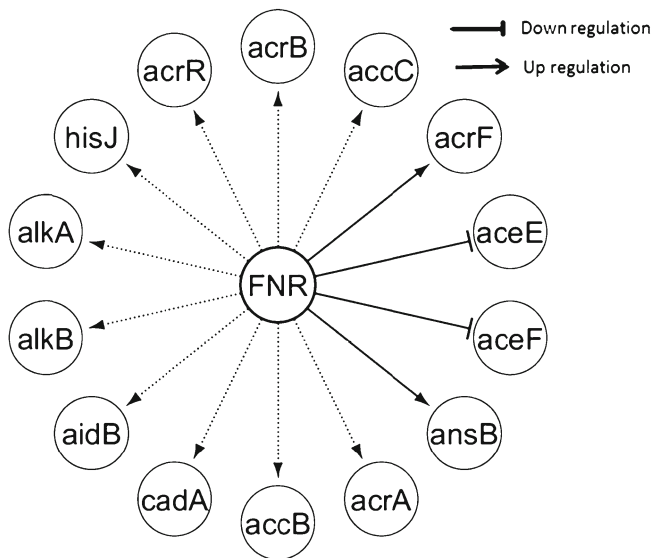 acrB
Down regulation
acrR
accC
Up regulation
hisJ
acrF
alkA
aceE
FNR
alkB
aceF
aidB
ansB
cadA
acrA
accB